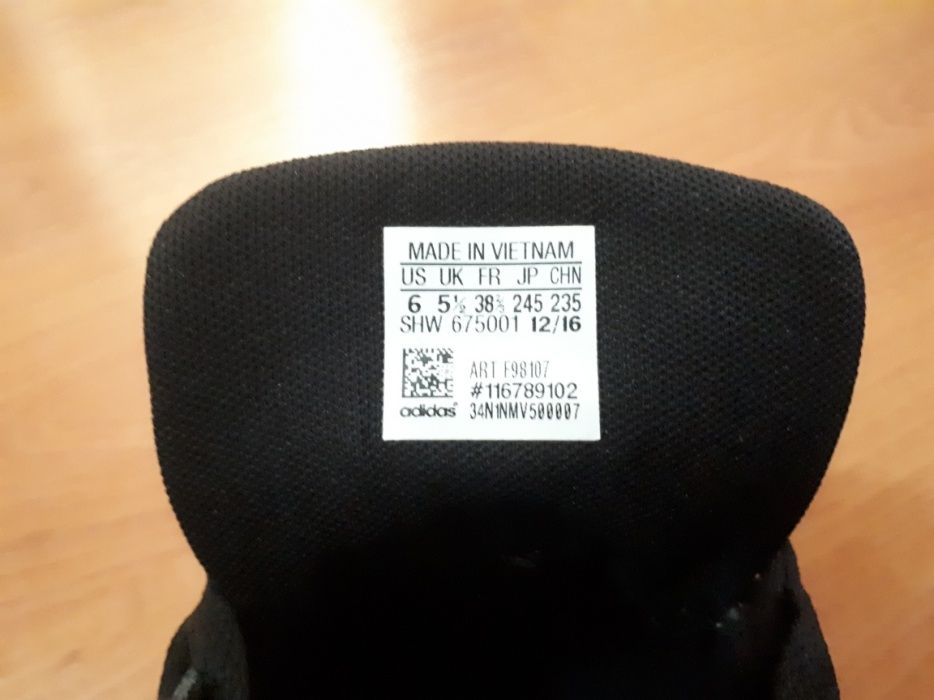 MADE IN VIETNAM
US UK FR JP CHN
6 5½ 38⅔ 245 235
SHW 675001 12/16
ART F98107
#116789102
adidas® 34N1NMV500007